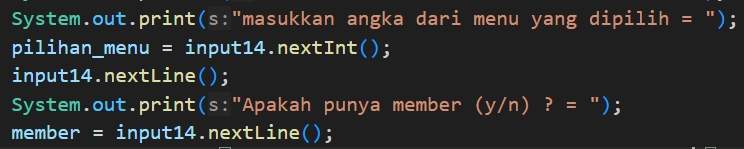 System.out.print(s:"masukkan angka dari menu yang dipilih = ");
pilihan_menu = input14.nextInt();
input14.nextLine();
System.out.print(s:"Apakah punya member (y/n) ? = ");
member = input14.nextLine();